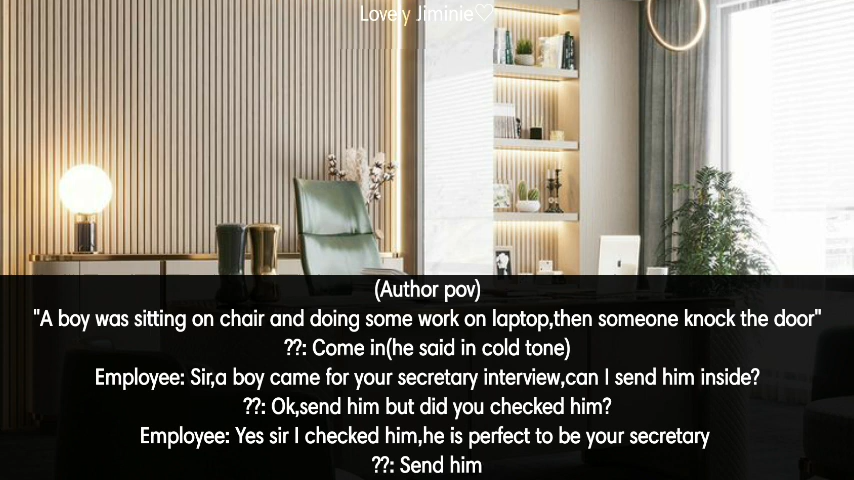 Lovely Jiminie♡
(Author pov)
"A boy was sitting on chair and doing some work on laptop,then someone knock the door"
??: Come in(he said in cold tone)
Employee: Sir,a boy came for your secretary interview,can I send him inside?
??: Ok,send him but did you checked him?
Employee: Yes sir I checked him,he is perfect to be your secretary
??: Send him